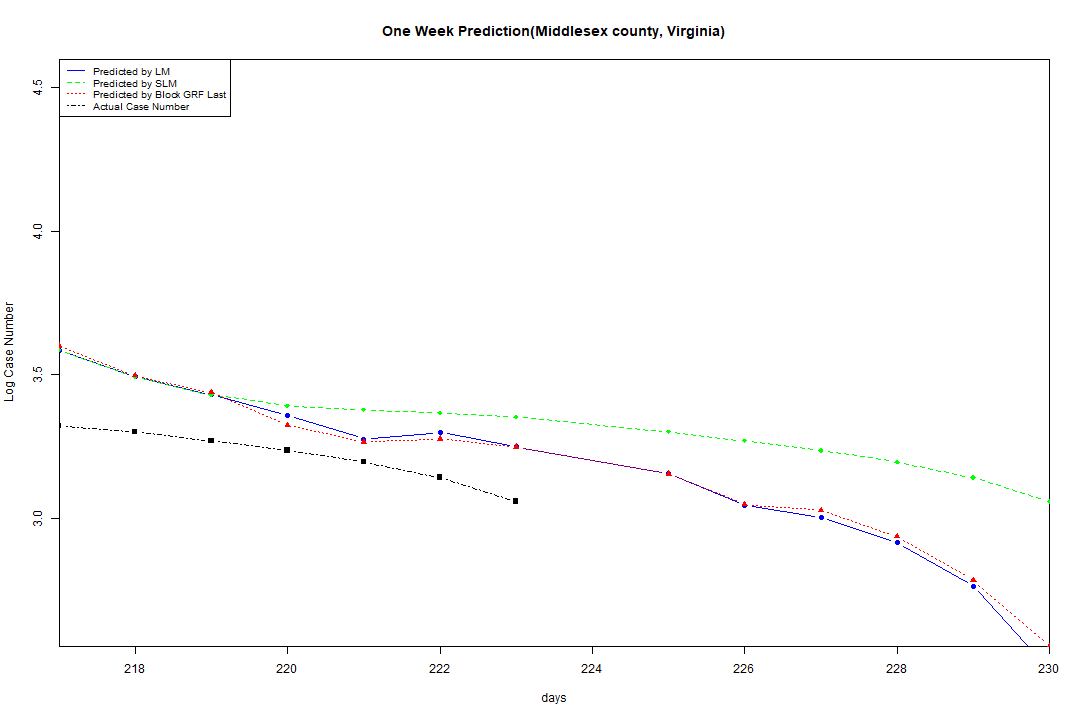 One Week Prediction(Middlesex county, Virginia)
Predicted by LM
Predicted by SLM
Predicted by Block GRF Last
Actual Case Number
4.5
4.0
3.5
3.0
Log Case Number
218 220 222 224 226 228 230
days